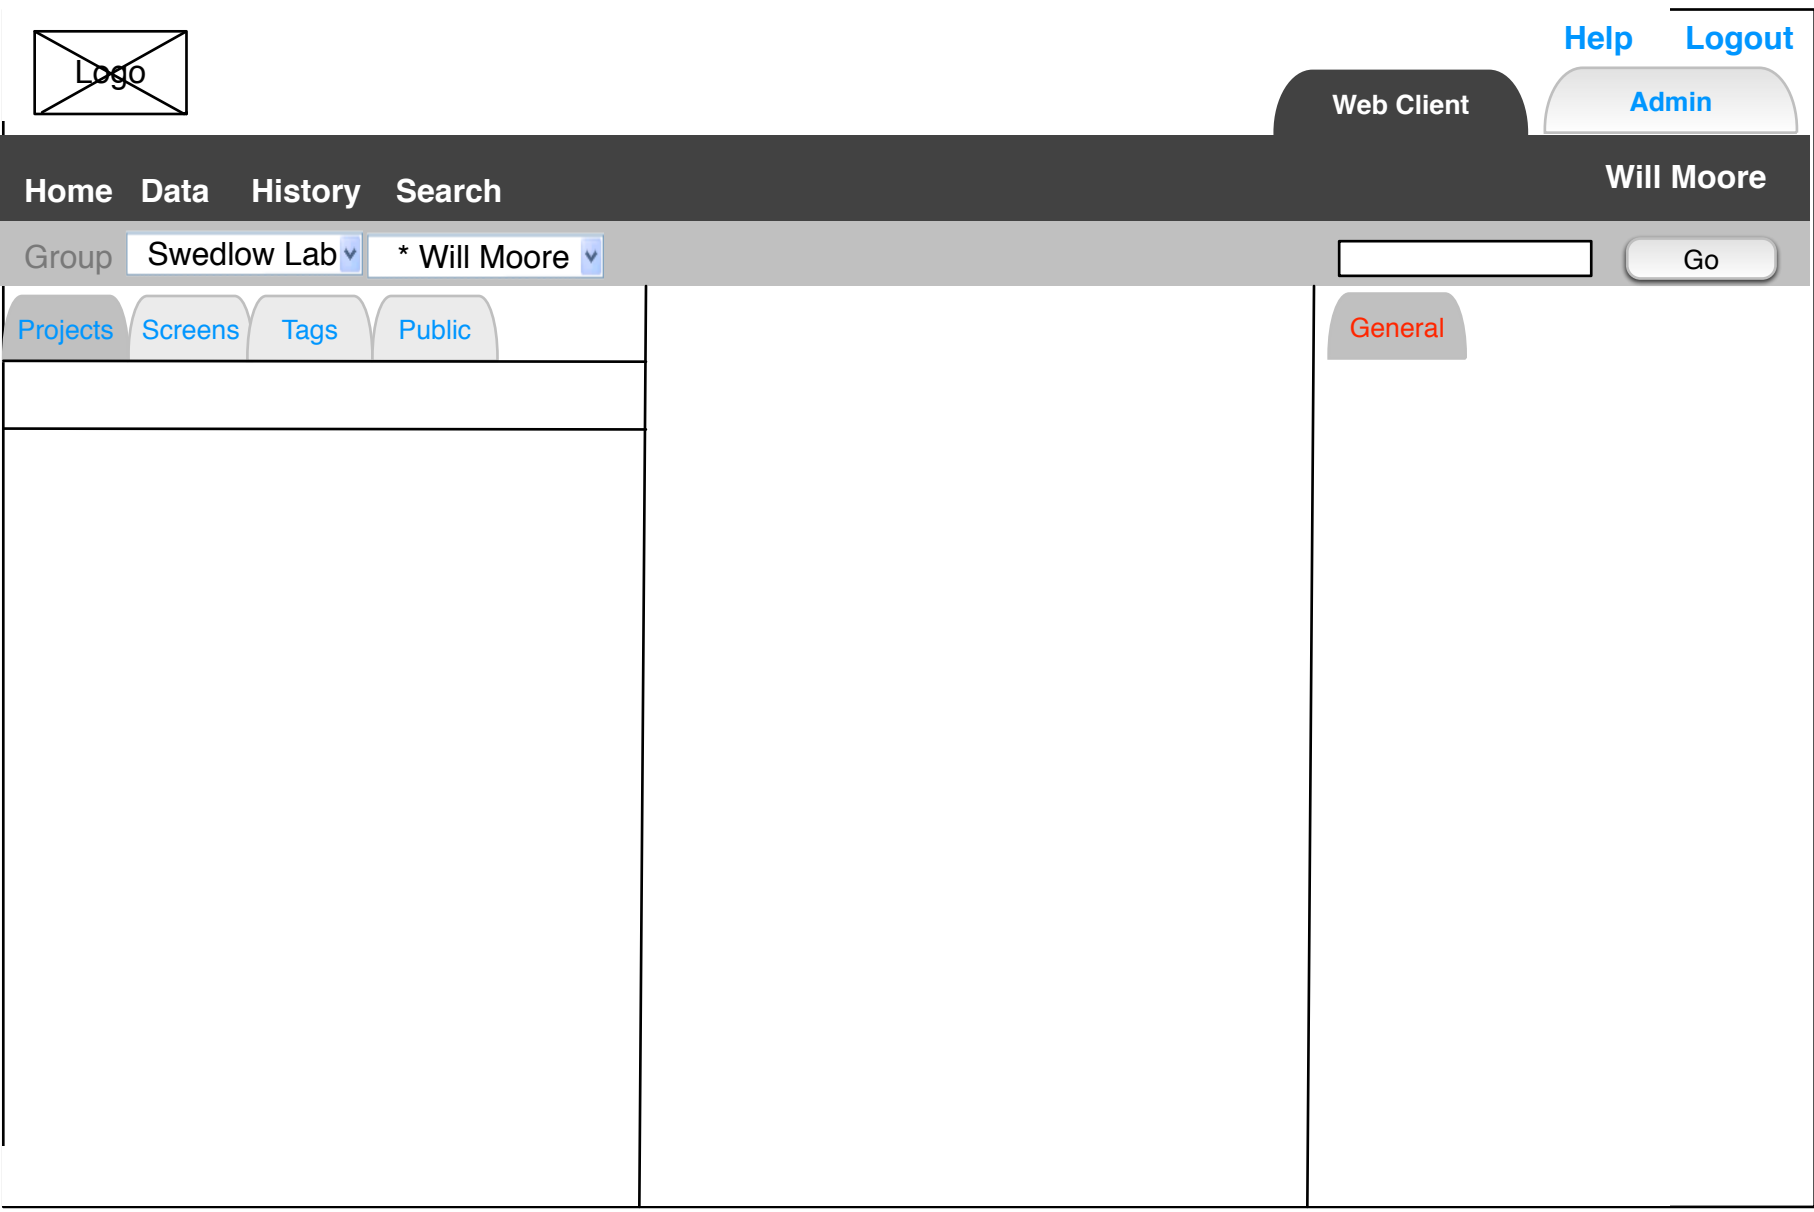 Help Logout
Logo
Web Client Admin
Home Data History Search Will Moore
Group Swedlow Lab * Will Moore Go
Projects Screens Tags Public General